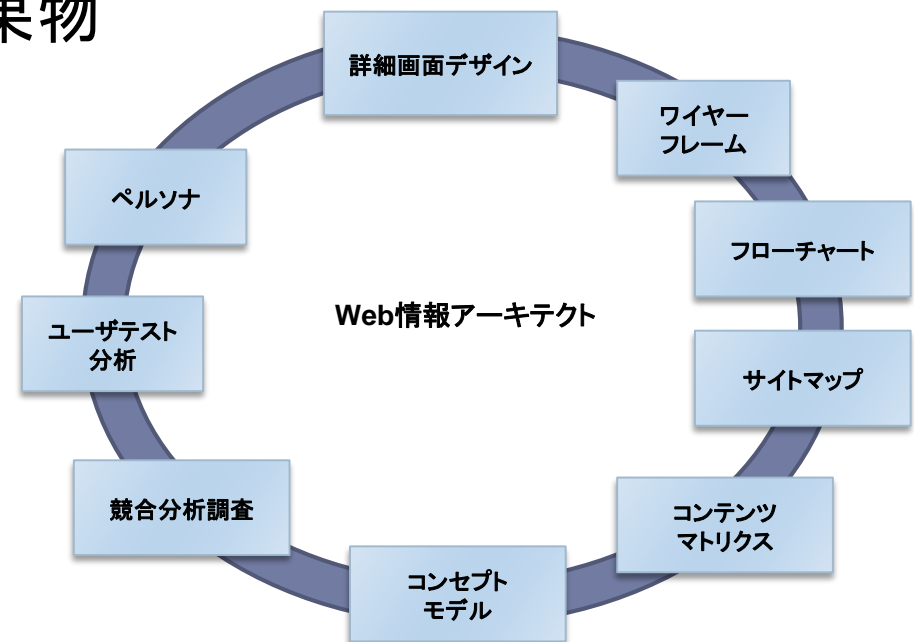 果物
詳細画面デザイン
ワイヤー
フレーム
ペルソナ
フローチャート
Web情報アーキテクト
ユーザテスト
分析
サイトマップ
競合分析調査
コンテンツ
マトリクス
コンセプト
モデル